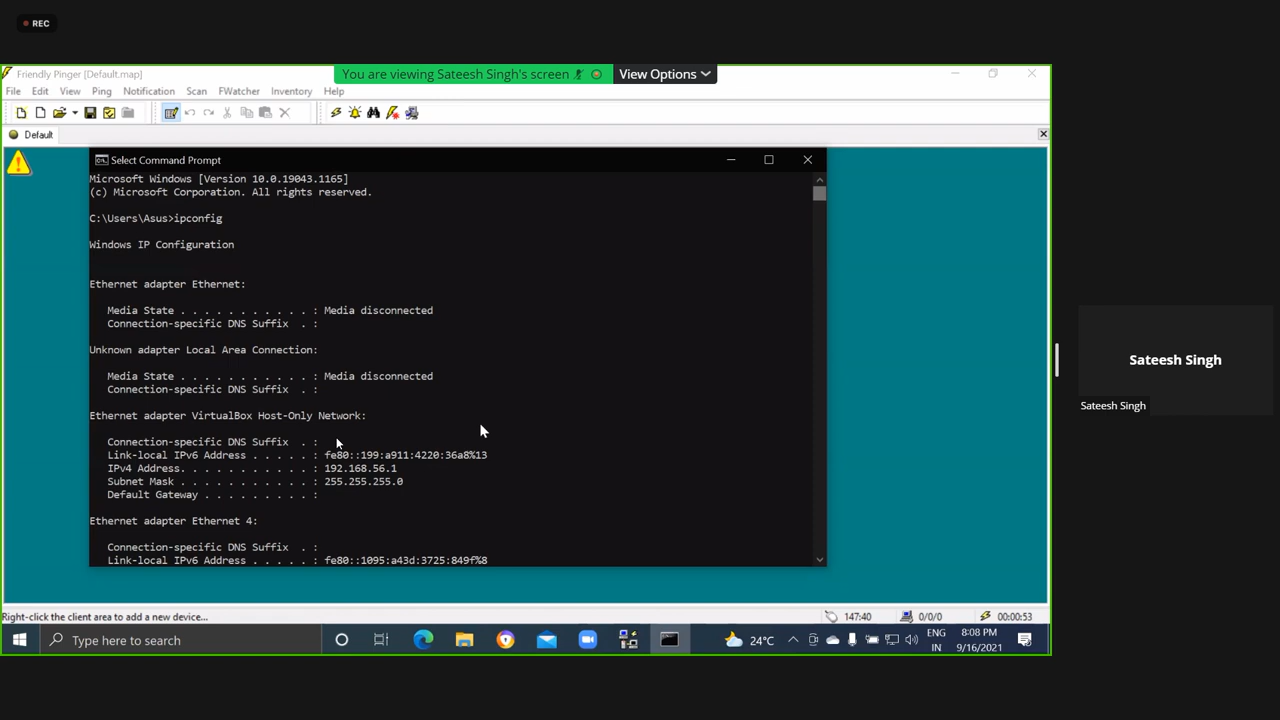 REC
Friendly Pinger [Default.map]
You are viewing Sateesh Singh's screen
View Options
File Edit View Ping Notification Scan FWatcher Inventory Help
Default
Select Command Prompt
Microsoft Windows [Version 10.0.19043.1165]
(c) Microsoft Corporation. All rights reserved.
C:\Users\Asus>ipconfig
Windows IP Configuration
Ethernet adapter Ethernet:
Media State . . . . . . . . . . . : Media disconnected
Connection-specific DNS Suffix . :
Unknown adapter Local Area Connection:
Media State . . . . . . . . . . . : Media disconnected
Connection-specific DNS Suffix . :
Ethernet adapter VirtualBox Host-Only Network:
Connection-specific DNS Suffix . :
Link-local IPv6 Address . . . . . : fe80::199:a911:4220:36a8%13
IPv4 Address. . . . . . . . . . . : 192.168.56.1
Subnet Mask . . . . . . . . . . . : 255.255.255.0
Default Gateway . . . . . . . . . :
Ethernet adapter Ethernet 4:
Connection-specific DNS Suffix . :
Link-local IPv6 Address . . . . . : fe80::1095:a43d:3725:849f%8
Sateesh Singh
Sateesh Singh
Right-click the client area to add a new device...
147:40
0/0/0
00:00:53
Type here to search
24°C
ENG
IN
8:08 PM
9/16/2021